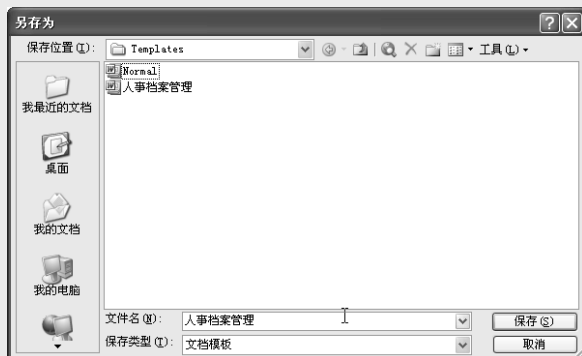 另存为
保存位置(I): Templates 工具(L)
Normal
人事档案管理
我最近的文档
桌面
我的文档
我的电脑
文件名(N): 人事档案管理 保存(S)
保存类型(T): 文档模板 取消